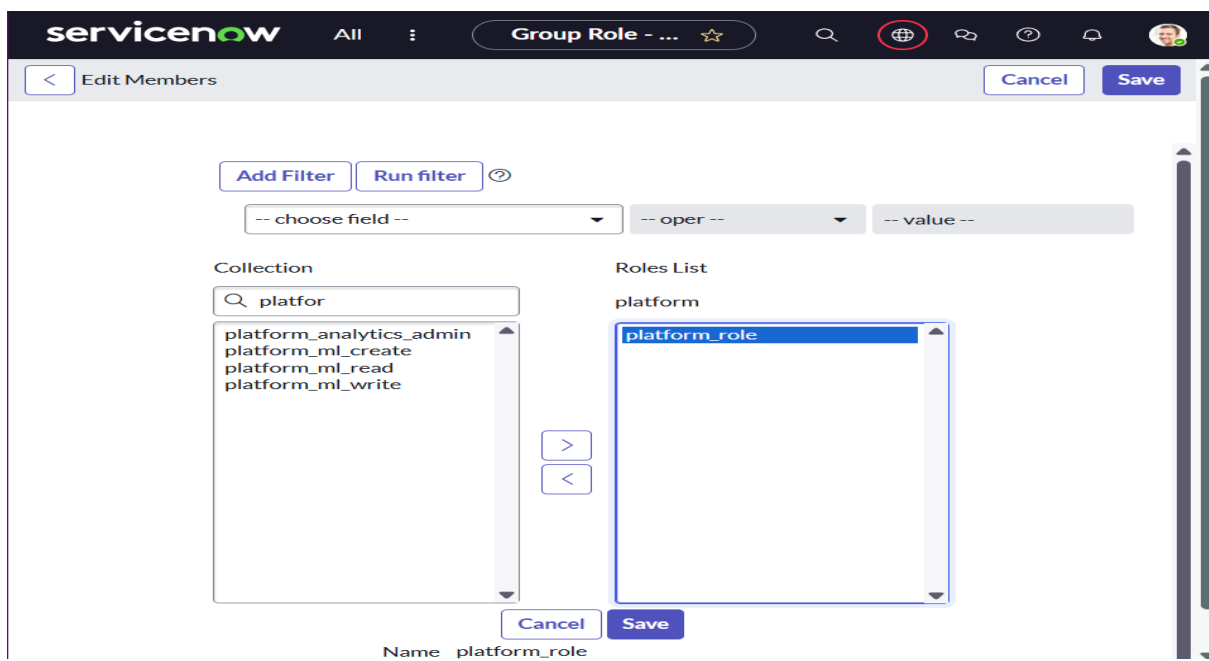 servicenow All Group Role - ...
< Edit Members Cancel Save
Add Filter Run filter
-- choose field -- -- oper -- -- value --
Collection Roles List
platfor platform
platform_analytics_admin platform_role
platform_ml_create
platform_ml_read
platform_ml_write
>
<
Cancel Save
Name platform_role